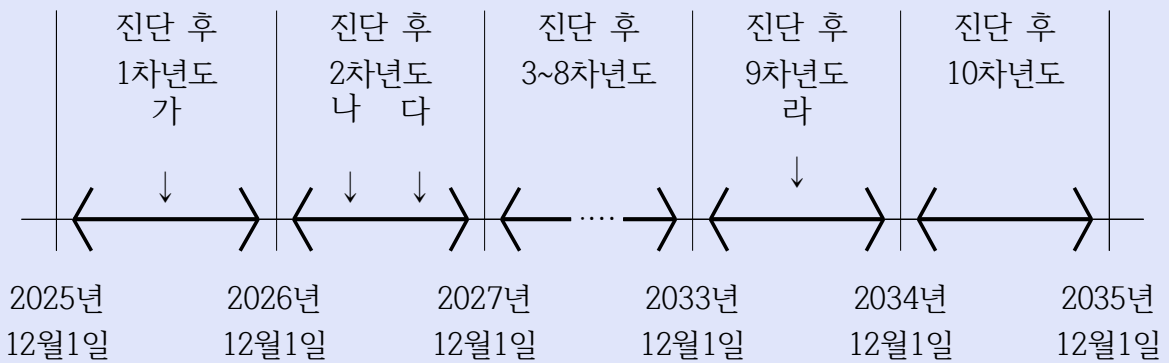 진단 후 진단 후 진단 후 진단 후 진단 후
1차년도 2차년도 3~8차년도 9차년도 10차년도
가 나 다 라
↓ ↓ ↓ ↓
····
2025년 2026년 2027년 2033년 2034년 2035년
12월1일 12월1일 12월1일 12월1일 12월1일 12월1일